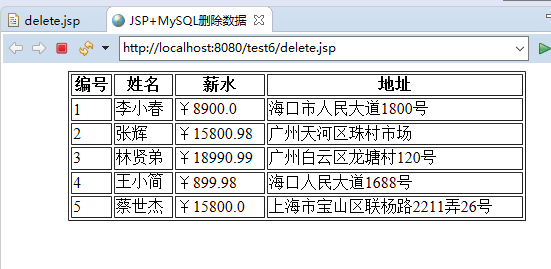 delete.jsp JSP+MySQL删除数据
http://localhost:8080/test6/delete.jsp
编号 姓名 薪水 地址
1 李小春 ￥8900.0 海口市人民大道1800号
2 张辉 ￥15800.98 广州天河区珠村市场
3 林贤弟 ￥18990.99 广州白云区龙塘村120号
4 王小简 ￥899.98 海口人民大道1688号
5 蔡世杰 ￥15800.0 上海市宝山区联杨路2211弄26号